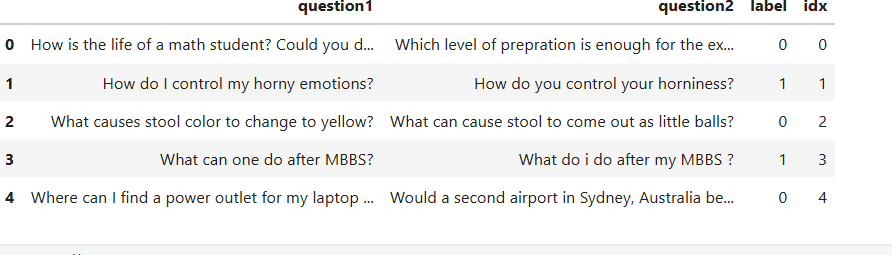 question1 question2 label idx
0 How is the life of a math student? Could you d... Which level of prepration is enough for the ex... 0 0
1 How do I control my horny emotions? How do you control your horniness? 1 1
2 What causes stool color to change to yellow? What can cause stool to come out as little balls? 0 2
3 What can one do after MBBS? What do i do after my MBBS ? 1 3
4 Where can I find a power outlet for my laptop ... Would a second airport in Sydney, Australia be... 0 4